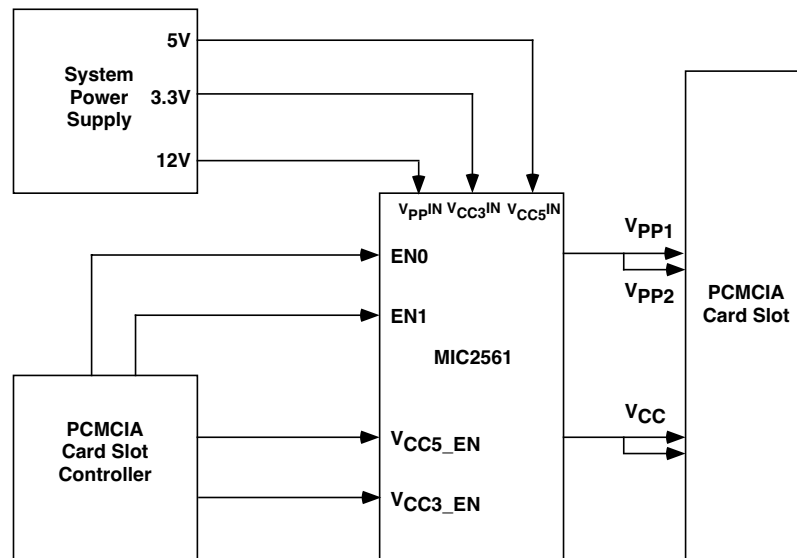 System
Power
Supply
5V
3.3V
12V
VPPIN VCC3IN VCC5IN
EN0
EN1
MIC2561
VCC5_EN
VCC3_EN
PCMCIA
Card Slot
Controller
VPP1
VPP2
VCC
PCMCIA
Card Slot